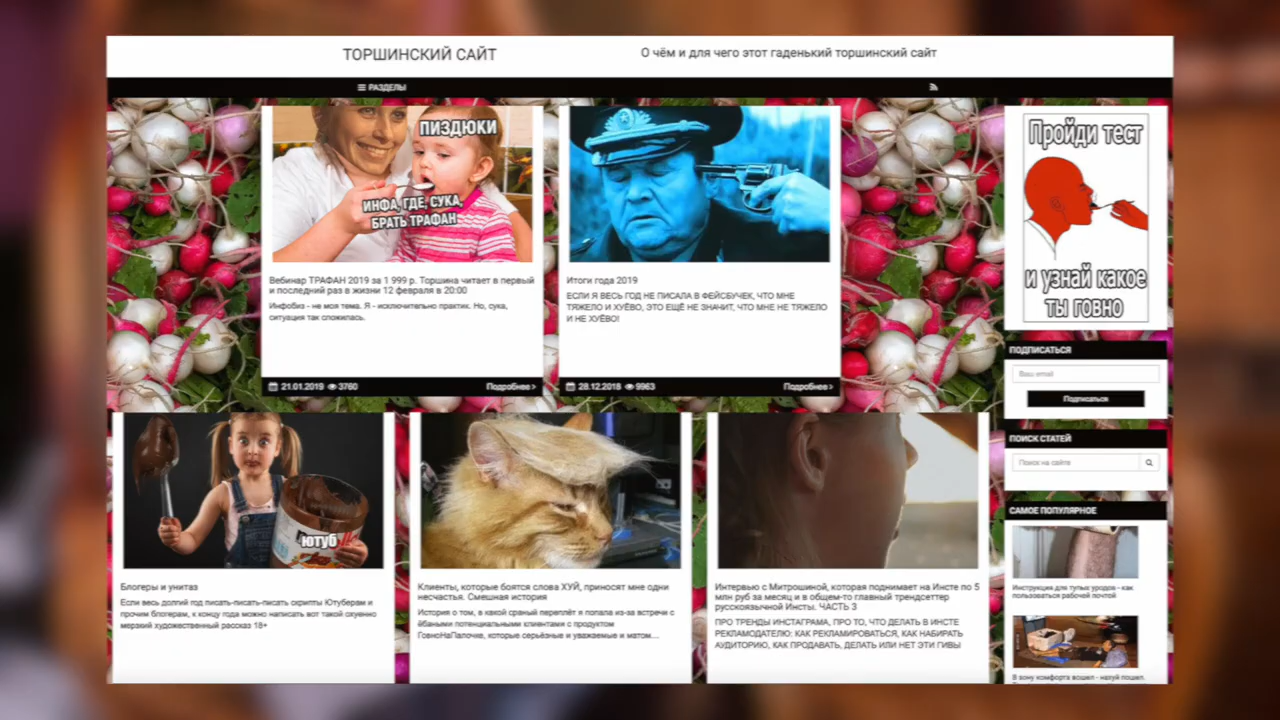 ТОРШИНСКИЙ САЙТ
О чём и для чего этот гаденький торшинский сайт
РАЗДЕЛЫ
ПИЗДЮКИ
ИНФА, ГДЕ, СУКА,
БРАТЬ ТРАФАН
Вебинар ТРАФАН 2019 за 1 999 р. Торшина читает в первый
и последний раз в жизни 12 февраля в 20:00
Инфобиз - не моя тема. Я - исключительно практик. Но, сука,
ситуация так сложилась.
21.01.2019 3760
Подробнее
Итоги года 2019
ЕСЛИ Я ВЕСЬ ГОД НЕ ПИСАЛА В ФЕЙСБУЧЕК, ЧТО МНЕ
ТЯЖЕЛО И ХУЁВО, ЭТО ЕЩЁ НЕ ЗНАЧИТ, ЧТО МНЕ НЕ ТЯЖЕЛО
И НЕ ХУЁВО!
28.12.2018 9963
Подробнее
Пройди тест
и узнай какое
ты говно
ПОДПИСАТЬСЯ
Ваш email
Подписаться
ПОИСК СТАТЕЙ
Поиск на сайте
САМОЕ ПОПУЛЯРНОЕ
Инструкция для тупых уродов - как
пользоваться рабочей почтой
В зону комфорта вошел - нахуй пошел.
ютуб
Блогеры и унитаз
Если весь долгий год писать-писать-писать скрипты Ютуберам и
прочим блогерам, к концу года можно написать вот такой охуенно
мерзкий художественный рассказ 18+
Клиенты, которые боятся слова ХУЙ, приносят мне одни
несчастья. Смешная история
История о том, в какой сраный переплёт я попала из-за встречи с
ёбаными потенциальными клиентами с продуктом
ГовноНаПалочке, которые серьёзные и уважаемые и матом....
Интервью с Митрошиной, которая поднимает на Инсте по 5
млн руб за месяц и в общем-то главный трендсеттер
русскоязычной Инсты. ЧАСТЬ 3
ПРО ТРЕНДЫ ИНСТАГРАМА, ПРО ТО, ЧТО ДЕЛАТЬ В ИНСТЕ
РЕКЛАМОДАТЕЛЮ: КАК РЕКЛАМИРОВАТЬСЯ, КАК НАБИРАТЬ
АУДИТОРИЮ, КАК ПРОДАВАТЬ, ДЕЛАТЬ ИЛИ НЕТ ЭТИ ГИВЫ